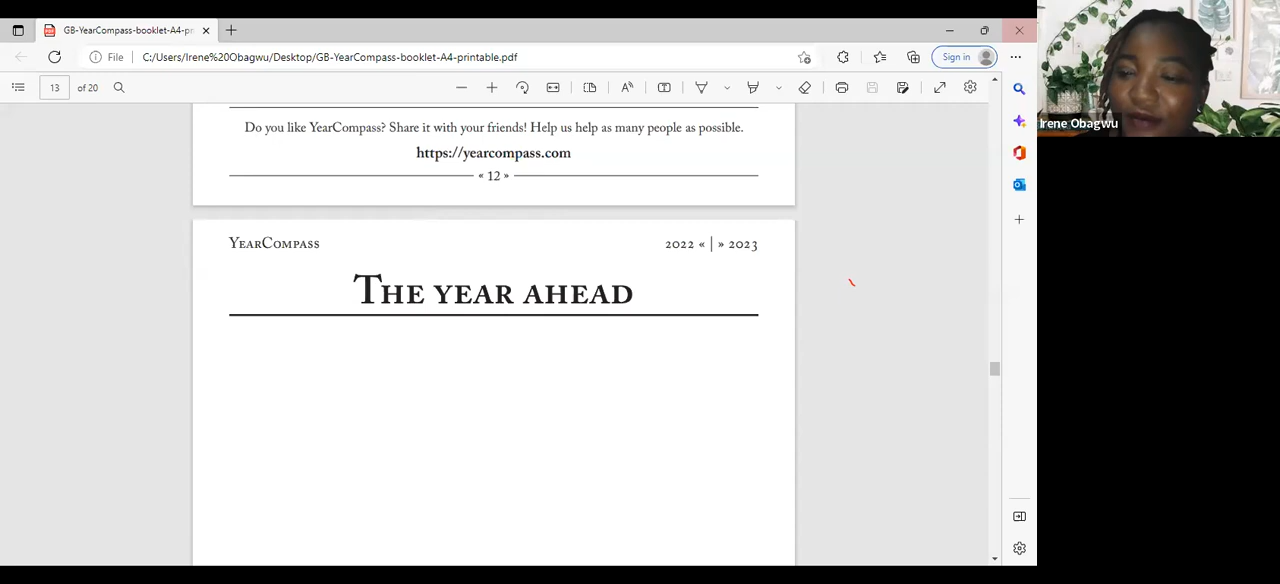 GB-YearCompass-booklet-A4-pr
File
C:/Users/Irene%20Obagwu/Desktop/GB-YearCompass-booklet-A4-printable.pdf
Sign in
13 of 20
Do you like YearCompass? Share it with your friends! Help us help as many people as possible.
https://yearcompass.com
« 12 »
YearCompass
2022 « | » 2023
The year ahead
Irene Obagwu